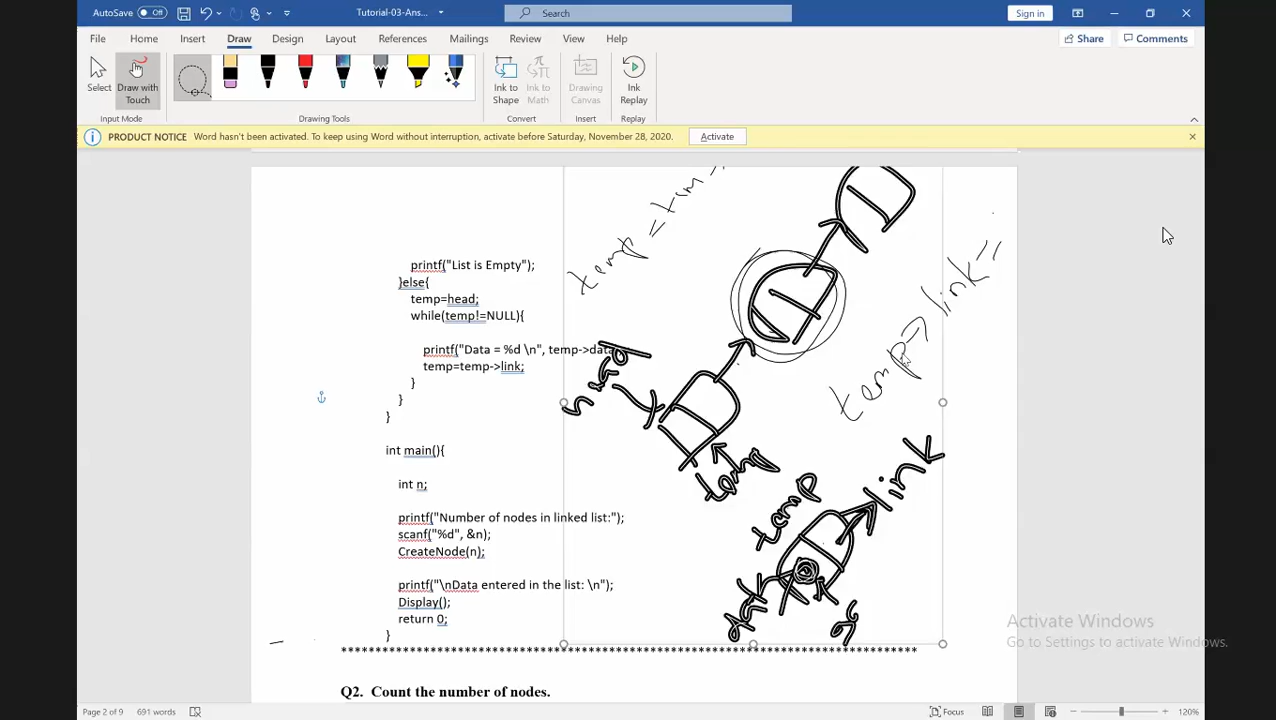 AutoSave Off Tutorial-03-Ans... Search Sign in
File Home Insert Draw Design Layout References Mailings Review View Help Share Comments
Select
Draw with Touch
Ink to Shape
Ink to Math
Drawing Canvas
Ink Replay
Input Mode Drawing Tools Convert Insert Replay
PRODUCT NOTICE Word hasn't been activated. To keep using Word without interruption, activate before Saturday, November 28, 2020. Activate
printf("List is Empty");
}else{
temp=head;
while(temp!=NULL){
printf("Data = %d \n", temp->data
temp=temp->link;
}
}
}
int main(){
int n;
printf("Number of nodes in linked list:");
scanf("%d", &n);
CreateNode(n);
printf("\nData entered in the list: \n");
Display();
return 0;
}
temp = tem
temp→link=
head
temp
temp
link
********************************************************************************
Q2. Count the number of nodes.
Activate Windows
Go to Settings to activate Windows.
Page 2 of 9 691 words Focus 120%